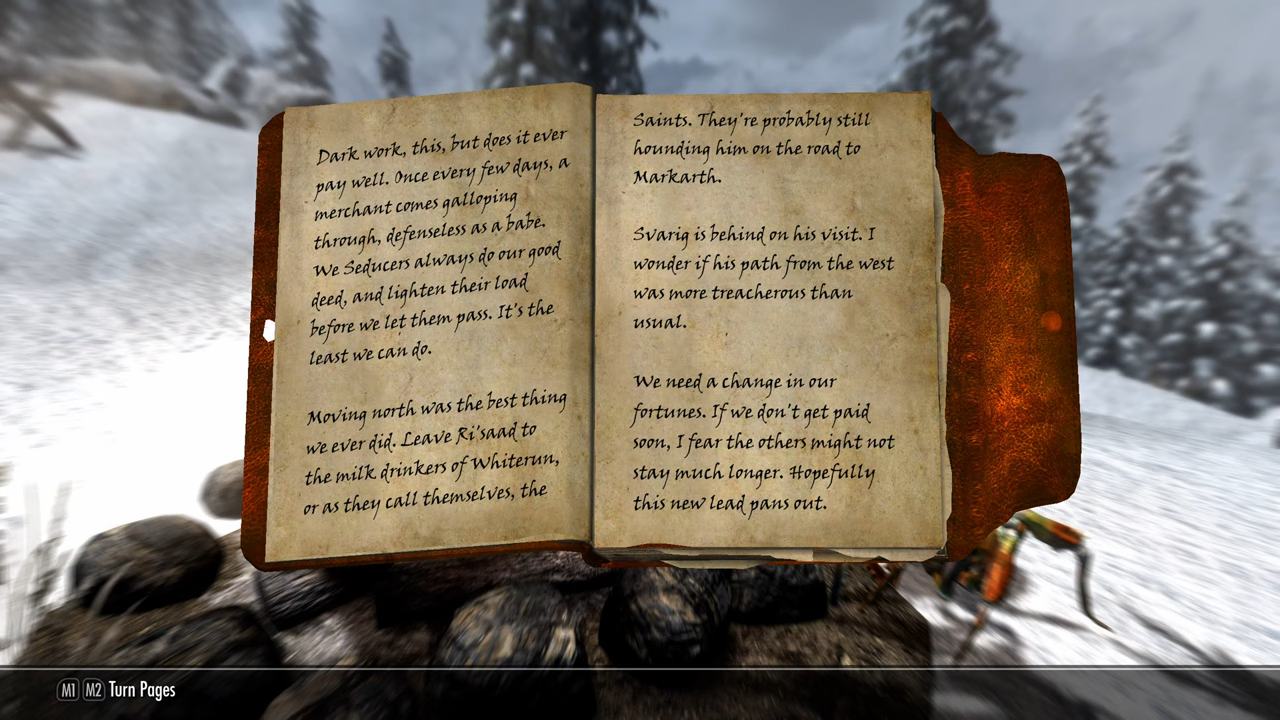 Dark work, this, but does it ever
pay well. Once every few days, a
merchant comes galloping
through, defenseless as a babe.
We Seducers always do our good
deed, and lighten their load
before we let them pass. It's the
least we can do.
Moving north was the best thing
we ever did. Leave Ri'saad to
the milk drinkers of Whiterun,
or as they call themselves, the
Saints. They're probably still
hounding him on the road to
Markarth.
Svarig is behind on his visit. I
wonder if his path from the west
was more treacherous than
usual.
We need a change in our
fortunes. If we don't get paid
soon, I fear the others might not
stay much longer. Hopefully
this new lead pans out.
M1 M2 Turn Pages